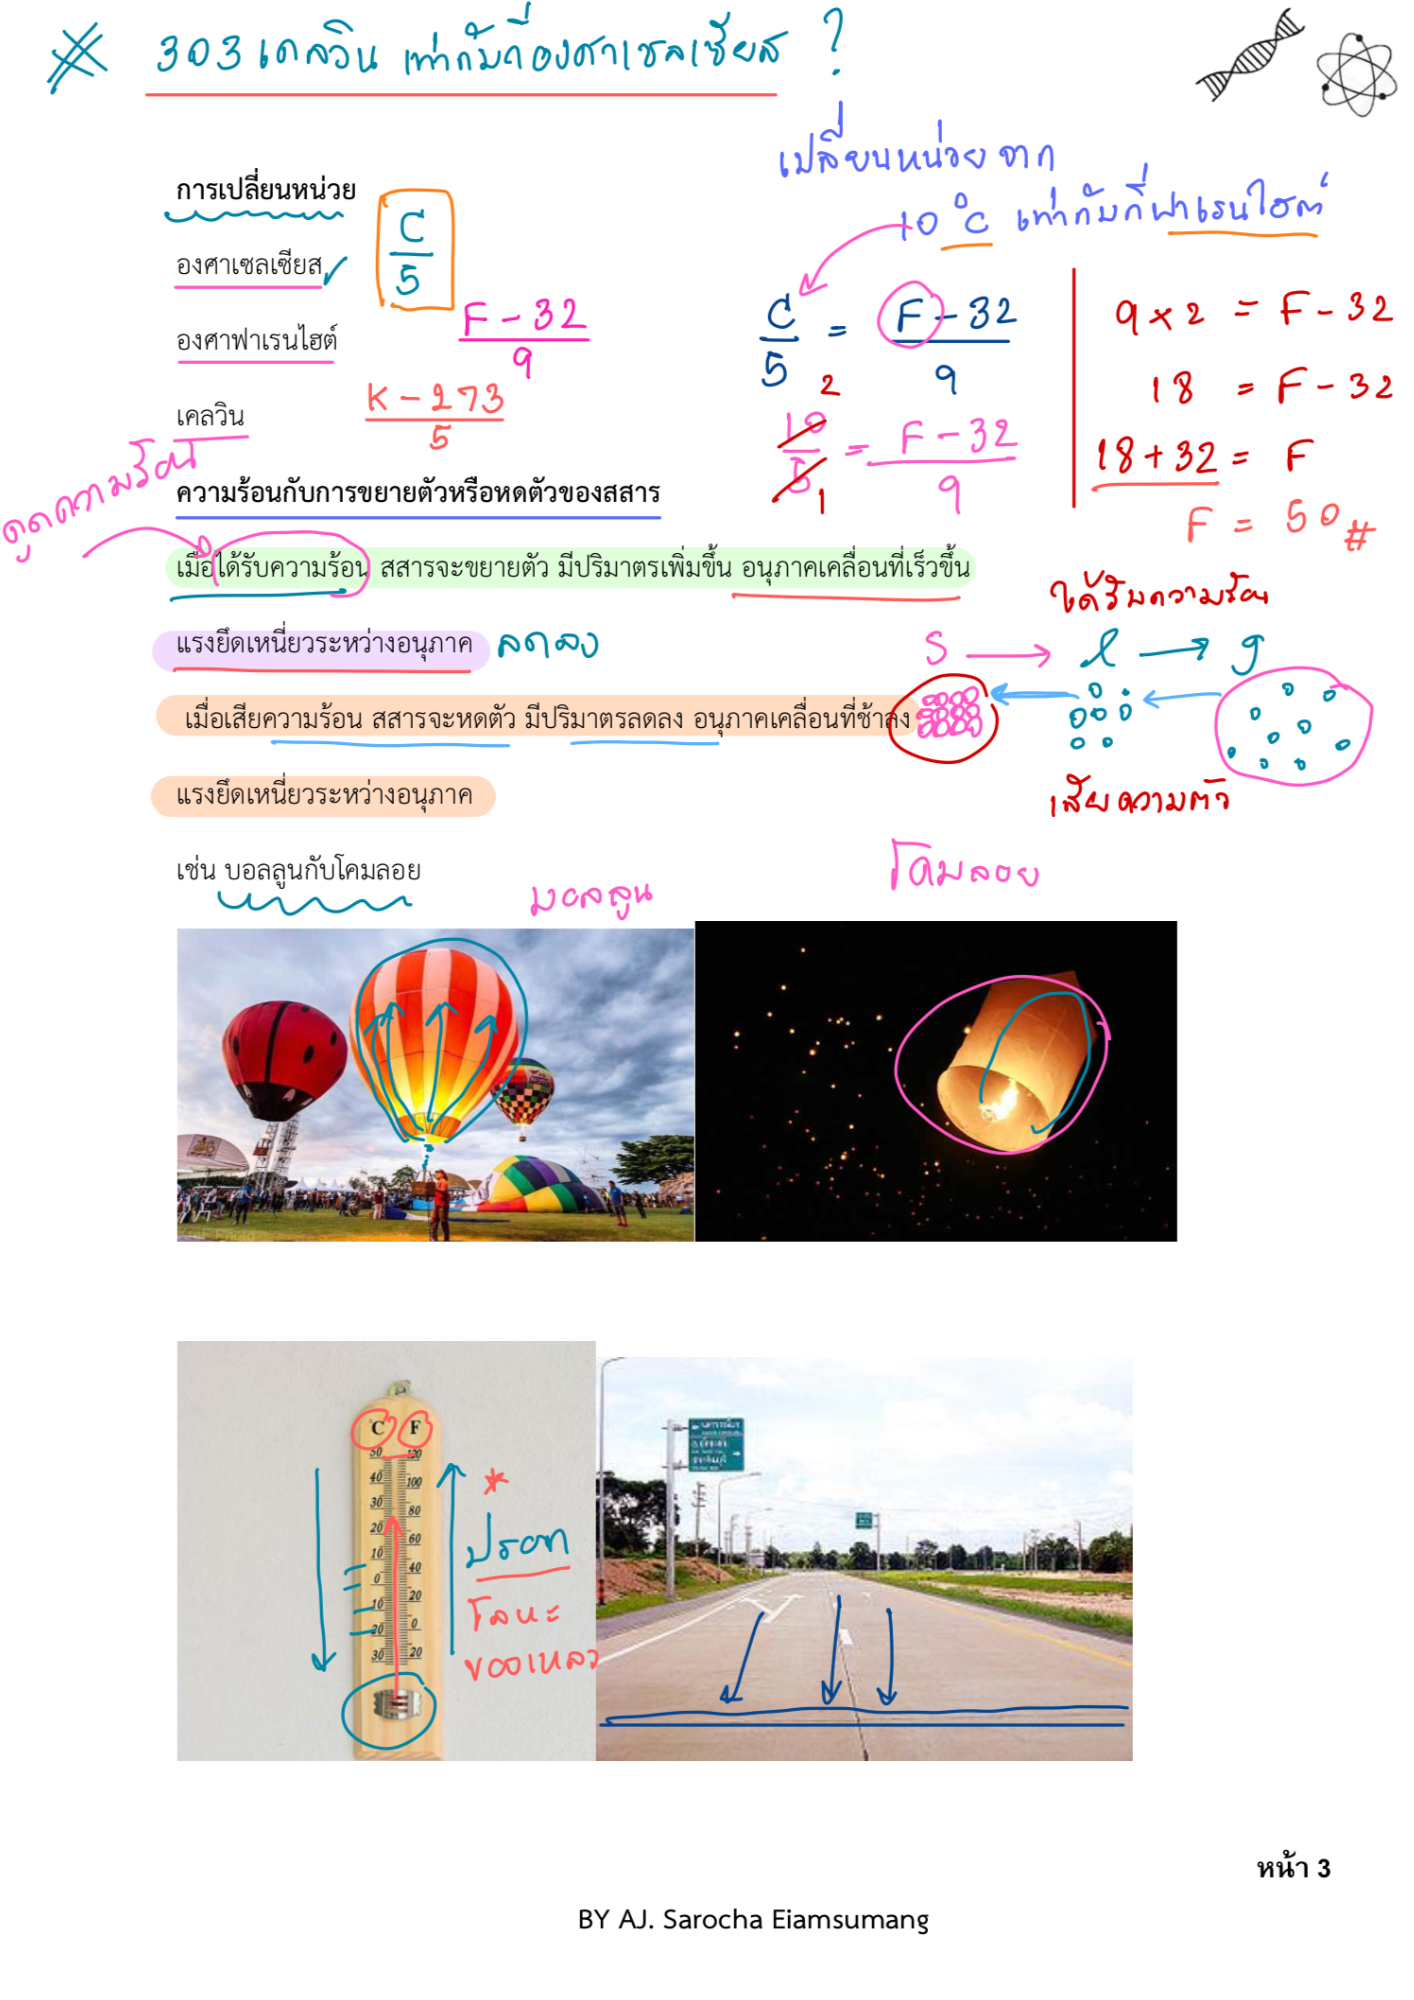 303 เคลวิน เท่ากับกี่องศาเซลเซียส ?
เปลี่ยนหน่วยจาก
10 °C เท่ากับกี่ฟาเรนไฮต์
การเปลี่ยนหน่วย
องศาเซลเซียส
C/5
องศาฟาเรนไฮต์
F - 32
9
เคลวิน
K - 273
5
C/5 = F - 32
9
2
10/5 = F - 32
9
1
9 × 2 = F - 32
18 = F - 32
18 + 32 = F
F = 50 #
ดูดความร้อน
ความร้อนกับการขยายตัวหรือหดตัวของสสาร
เมื่อได้รับความร้อน สสารจะขยายตัว มีปริมาตรเพิ่มขึ้น อนุภาคเคลื่อนที่เร็วขึ้น
ได้รับความร้อน
แรงยึดเหนี่ยวระหว่างอนุภาค ลดลง
s → l → g
เมื่อเสียความร้อน สสารจะหดตัว มีปริมาตรลดลง อนุภาคเคลื่อนที่ช้าลง
แรงยึดเหนี่ยวระหว่างอนุภาค
เสียความตัว
เช่น บอลลูนกับโคมลอย
บอลลูน
โคมลอย
°C F
50 120
40 100
30 80
20 60
10 40
0 20
10 0
20 20
30
* ปรอท
โลหะ
ของเหลว
หน้า 3
BY AJ. Sarocha Eiamsumang